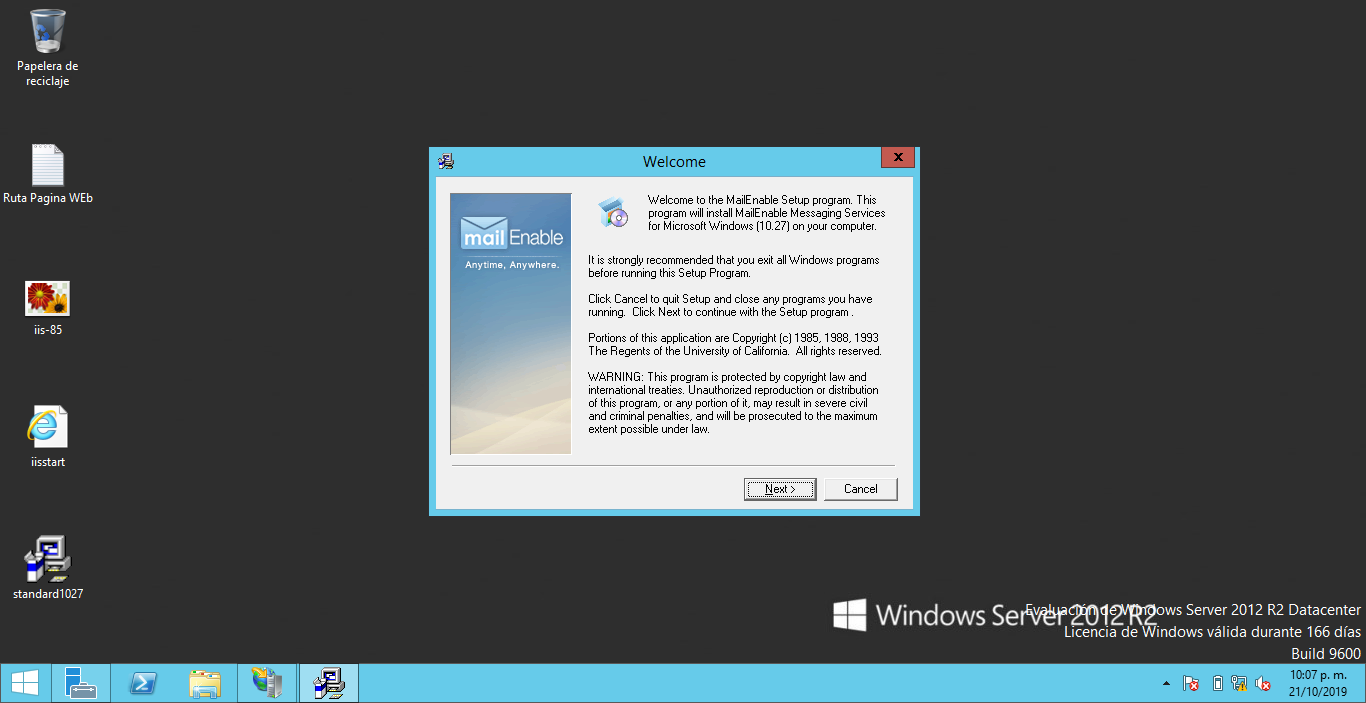 Papelera de
reciclaje
Ruta Pagina WEb
iis-85
iisstart
standard1027
Welcome
x
mailEnable
Anytime, Anywhere.
Welcome to the MailEnable Setup program. This
program will install MailEnable Messaging Services
for Microsoft Windows (10.27) on your computer.
It is strongly recommended that you exit all Windows programs
before running this Setup Program.
Click Cancel to quit Setup and close any programs you have
running. Click Next to continue with the Setup program .
Portions of this application are Copyright (c) 1985, 1988, 1993
The Regents of the University of California. All rights reserved.
WARNING: This program is protected by copyright law and
international treaties. Unauthorized reproduction or distribution
of this program, or any portion of it, may result in severe civil
and criminal penalties, and will be prosecuted to the maximum
extent possible under law.
Next >
Cancel
Windows Server 2012 R2
Evaluación de Windows Server 2012 R2 Datacenter
Licencia de Windows válida durante 166 días
Build 9600
10:07 p. m.
21/10/2019